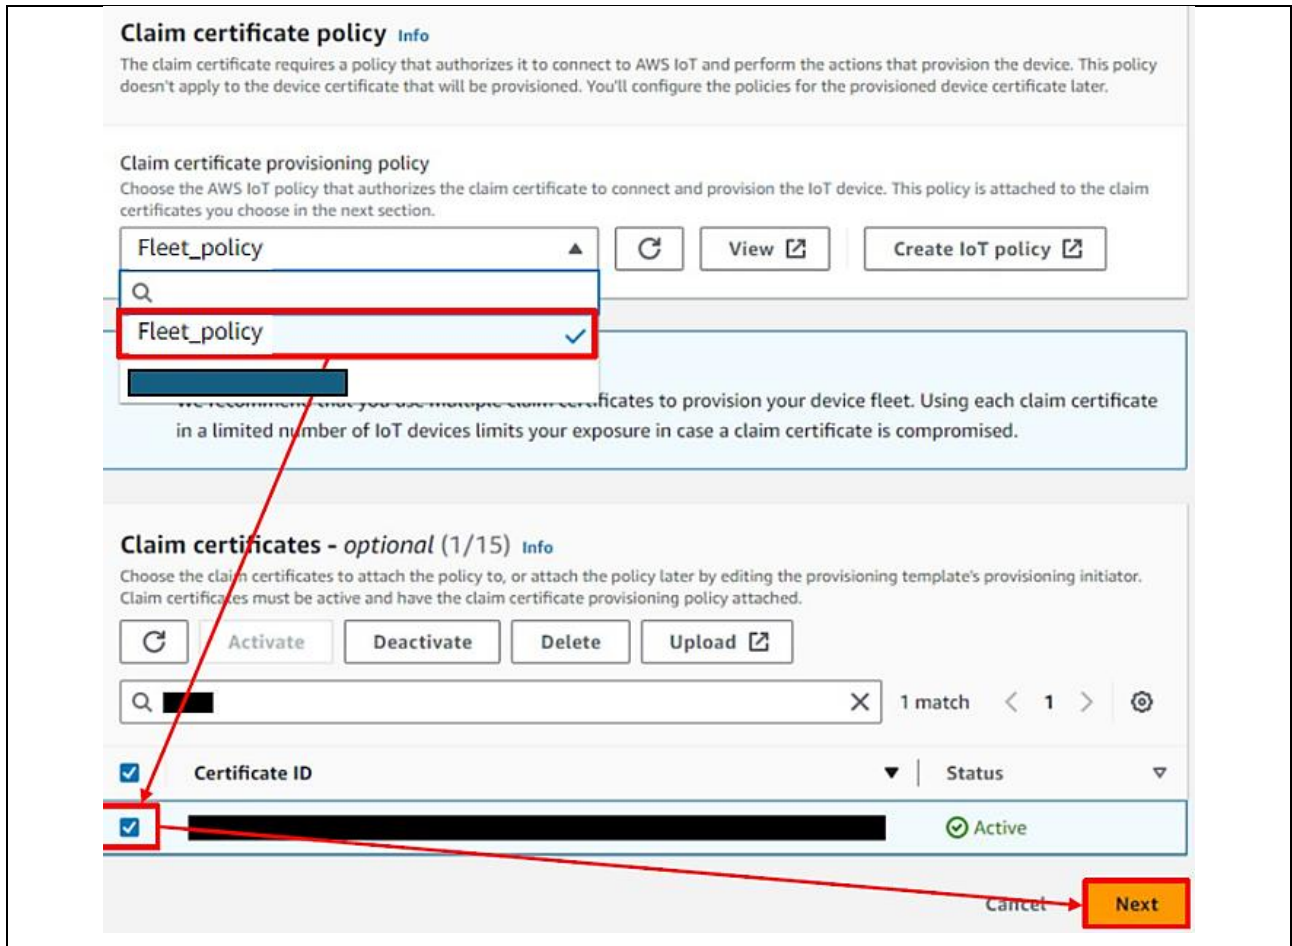 Claim certificate policy Info
The claim certificate requires a policy that authorizes it to connect to AWS IoT and perform the actions that provision the device. This policy
doesn't apply to the device certificate that will be provisioned. You'll configure the policies for the provisioned device certificate later.
Claim certificate provisioning policy
Choose the AWS IoT policy that authorizes the claim certificate to connect and provision the IoT device. This policy is attached to the claim
certificates you choose in the next section.
Fleet_policy View Create IoT policy
Fleet_policy
we recommend that you use multiple claim certificates to provision your device fleet. Using each claim certificate
in a limited number of IoT devices limits your exposure in case a claim certificate is compromised.
Claim certificates - optional (1/15) Info
Choose the claim certificates to attach the policy to, or attach the policy later by editing the provisioning template's provisioning initiator.
Claim certificates must be active and have the claim certificate provisioning policy attached.
Activate Deactivate Delete Upload
1 match 1
Certificate ID Status
Active
Cancel Next